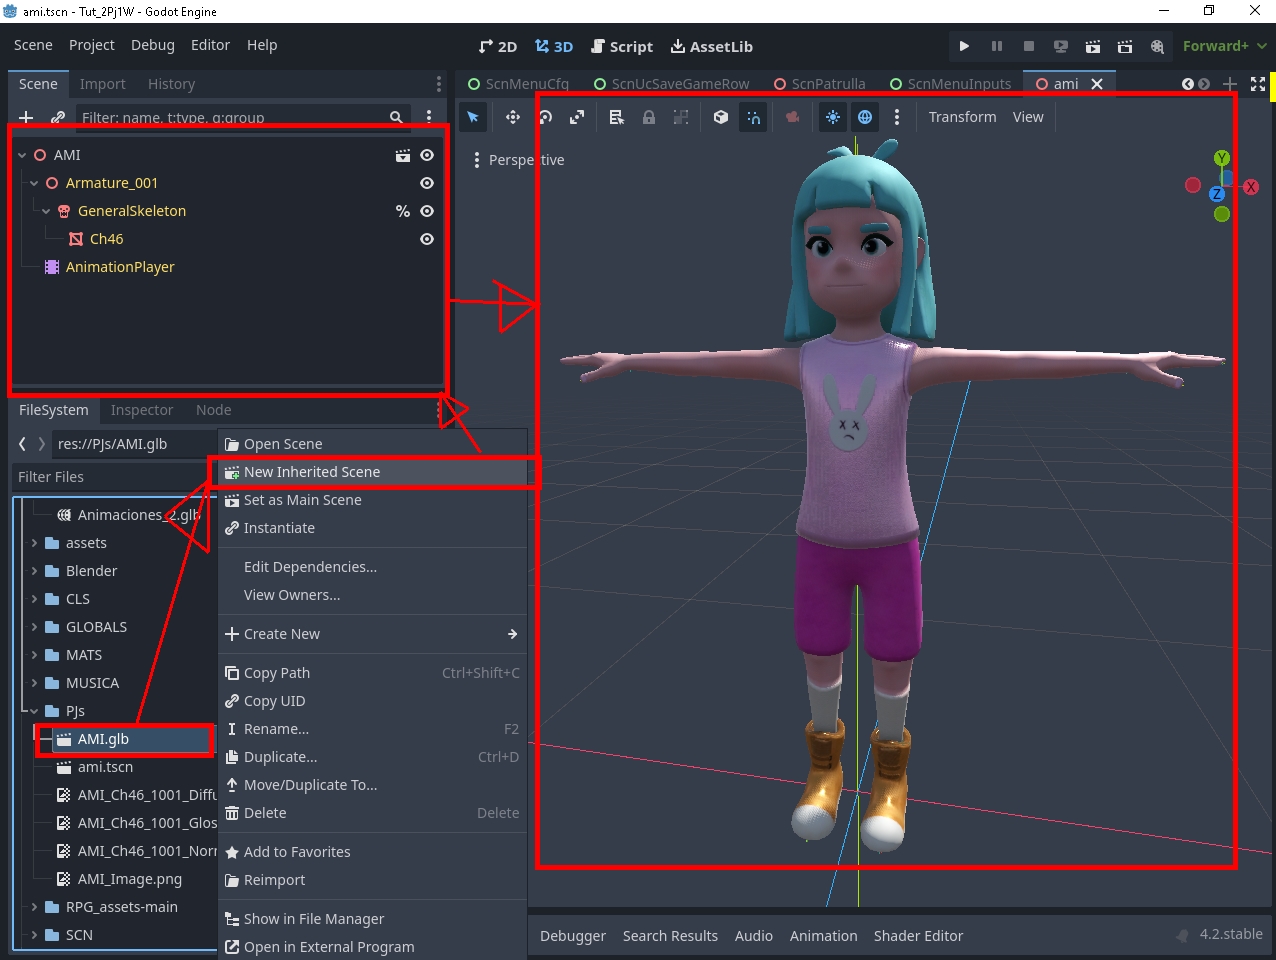 ami.tscn - Tut_2Pj1W - Godot Engine
Scene Project Debug Editor Help
2D 3D Script AssetLib
Forward+
Scene Import History
ScnMenuCfg ScnUcSaveGameRow ScnPatrulla ScnMenuInputs ami
Filter: name, t:type, g:group
Transform View
Perspective
Y
X
Z
AMI
Armature_001
GeneralSkeleton %
Ch46
AnimationPlayer
FileSystem Inspector Node
res://PJs/AMI.glb
Filter Files
Animaciones_2.glb
assets
Blender
CLS
GLOBALS
MATS
MUSICA
PJs
AMI.glb
ami.tscn
AMI_Ch46_1001_Diffu
AMI_Ch46_1001_Glos
AMI_Ch46_1001_Norr
AMI_Image.png
RPG_assets-main
SCN
Open Scene
New Inherited Scene
Set as Main Scene
Instantiate
Edit Dependencies...
View Owners...
Create New
Copy Path Ctrl+Shift+C
Copy UID
Rename... F2
Duplicate... Ctrl+D
Move/Duplicate To...
Delete Delete
Add to Favorites
Reimport
Show in File Manager
Open in External Program
Debugger Search Results Audio Animation Shader Editor
4.2.stable